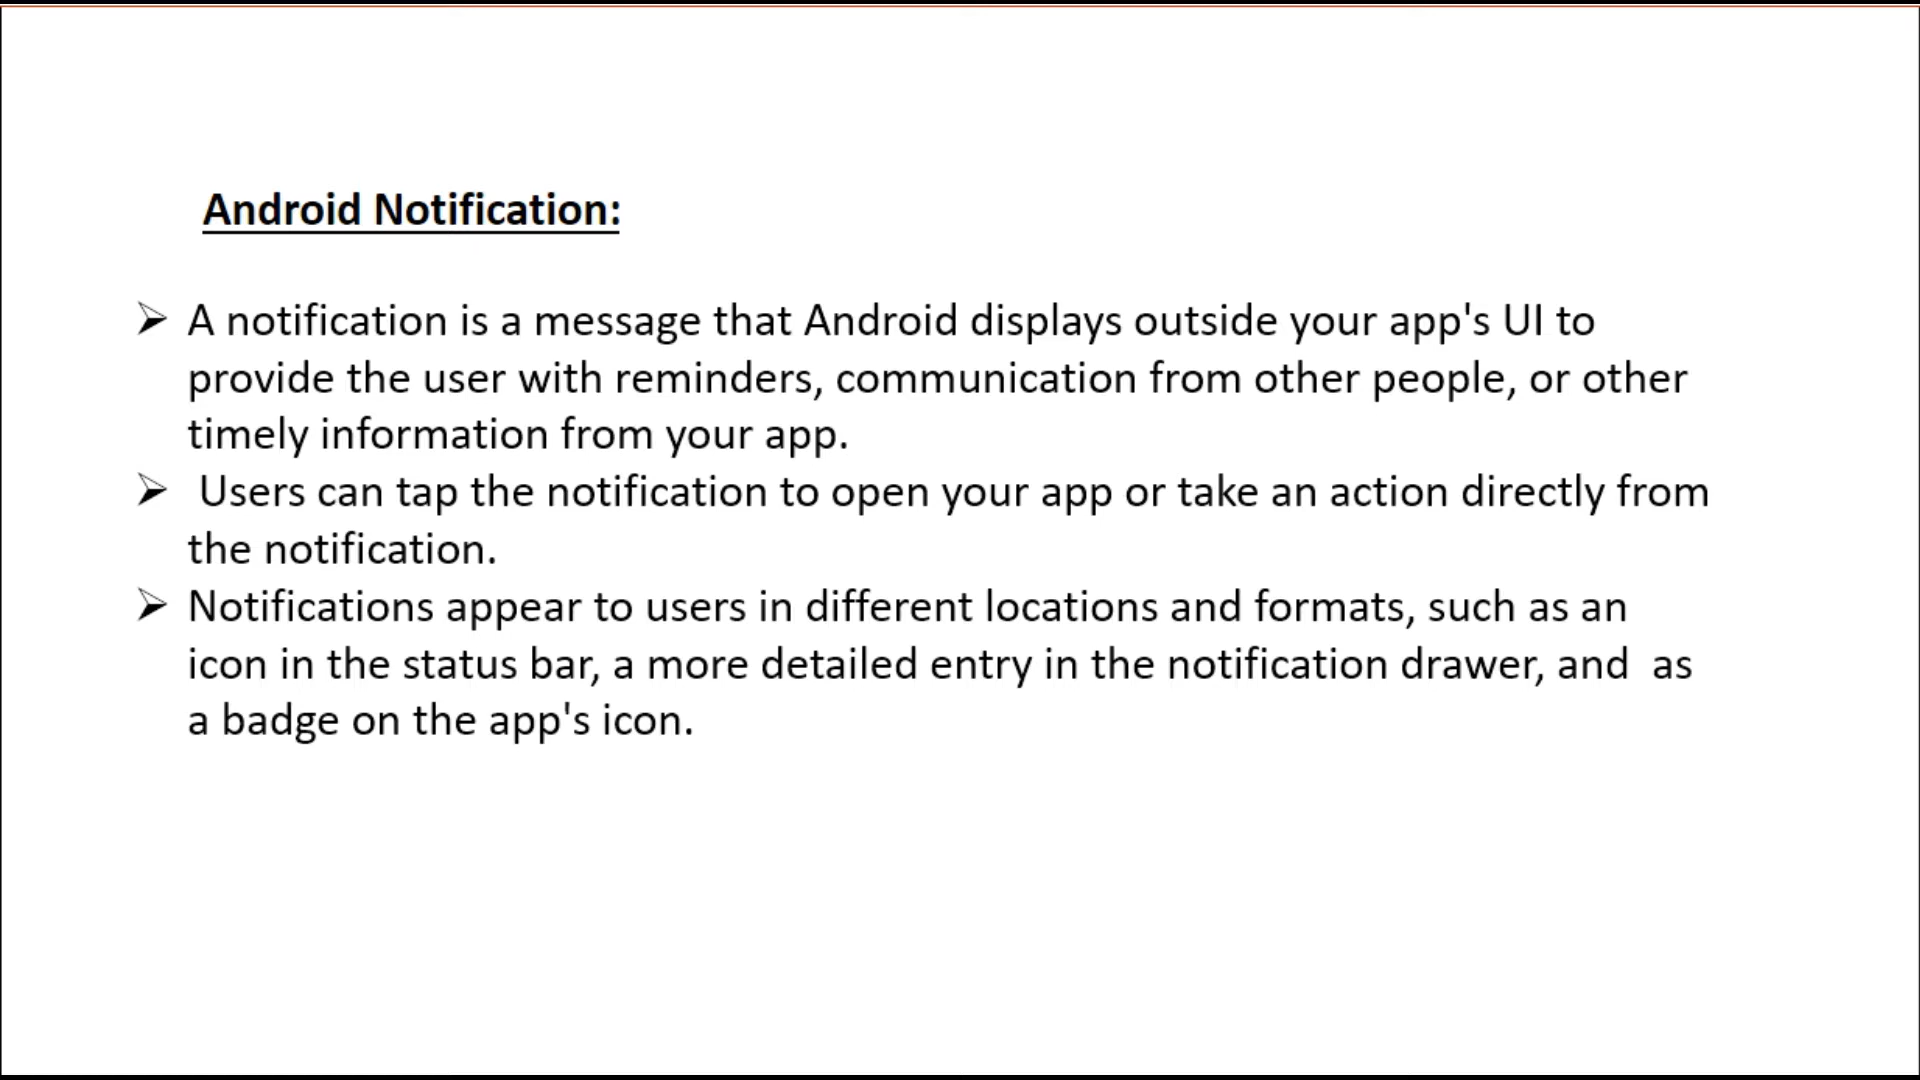 Android Notification:
➢ A notification is a message that Android displays outside your app's UI to
provide the user with reminders, communication from other people, or other
timely information from your app.
➢ Users can tap the notification to open your app or take an action directly from
the notification.
➢ Notifications appear to users in different locations and formats, such as an
icon in the status bar, a more detailed entry in the notification drawer, and  as
a badge on the app's icon.